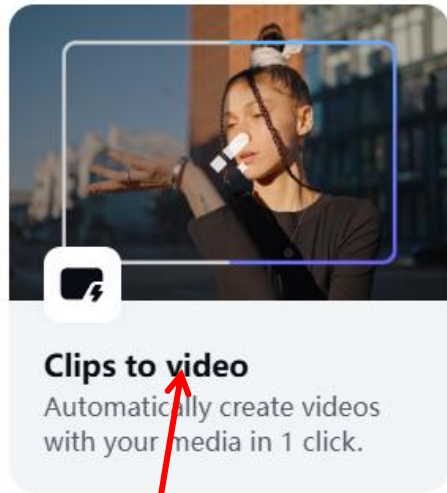 Clips to video
Automatically create videos
with your media in 1 click.